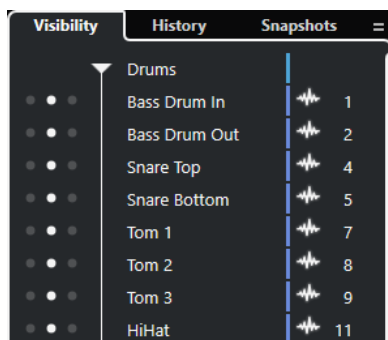 Visibility History Snapshots
Drums
Bass Drum In 1
Bass Drum Out 2
Snare Top 4
Snare Bottom 5
Tom 1 7
Tom 2 8
Tom 3 9
HiHat 11